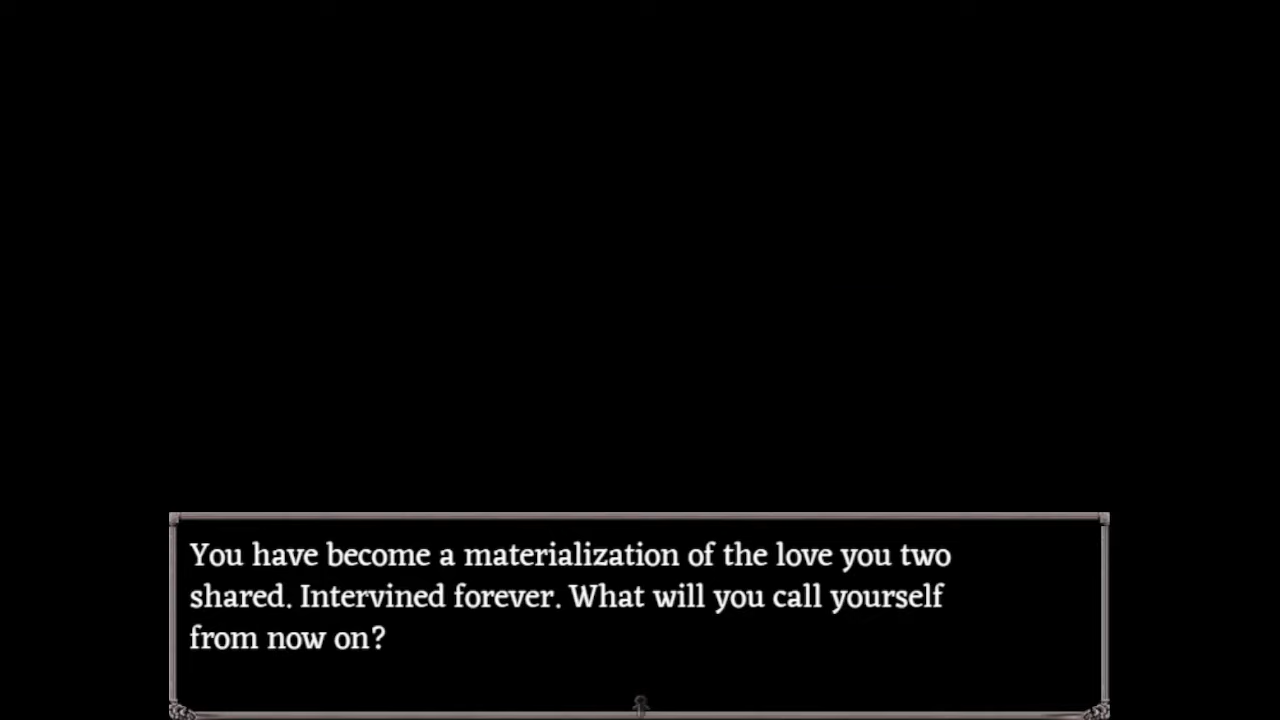 You have become a materialization of the love you two
shared. Intervined forever. What will you call yourself
from now on?